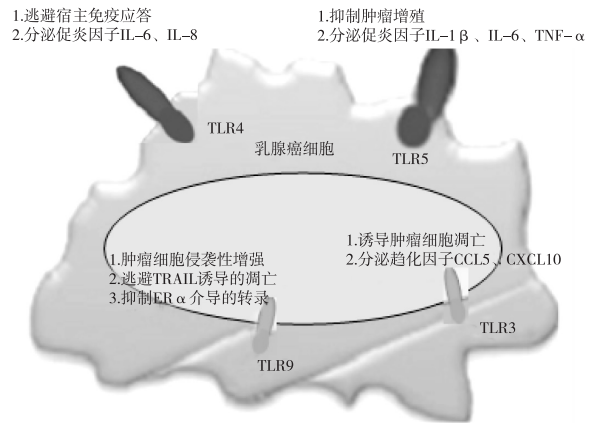 1.逃避宿主免疫应答
2.分泌促炎因子IL-6、IL-8
1.抑制肿瘤增殖
2.分泌促炎因子IL-1β、IL-6、TNF-α
TLR4
TLR5
乳腺癌细胞
1.肿瘤细胞侵袭性增强
2.逃避TRAIL诱导的凋亡
3.抑制ERα介导的转录
1.诱导肿瘤细胞凋亡
2.分泌趋化因子CCL5、CXCL10
TLR9
TLR3